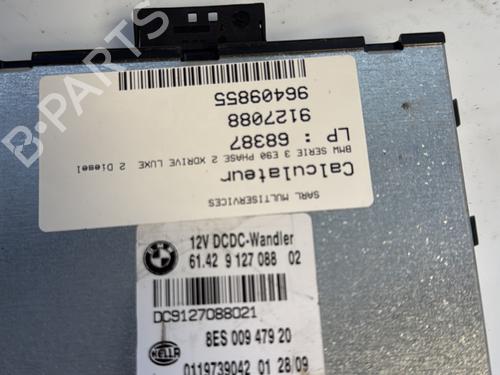 SARL MULTISERVICES
Calculateur
BMW SERIE 3 E90 PHASE 2 XDRIVE LUXE 2 Diesel
LP : 68387
9127088
96409855
B-PARTS
BMW
12V DCDC-Wandler
61.42 9 127 088 02
DC9127088021
HELLA
8ES 009 479 20
0119739042 01 28 09